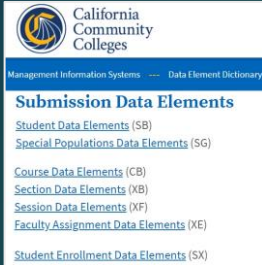 California
Community
Colleges
Management Information Systems --- Data Element Dictionary
Submission Data Elements
Student Data Elements (SB)
Special Populations Data Elements (SG)
Course Data Elements (CB)
Section Data Elements (XB)
Session Data Elements (XF)
Faculty Assignment Data Elements (XE)
Student Enrollment Data Elements (SX)